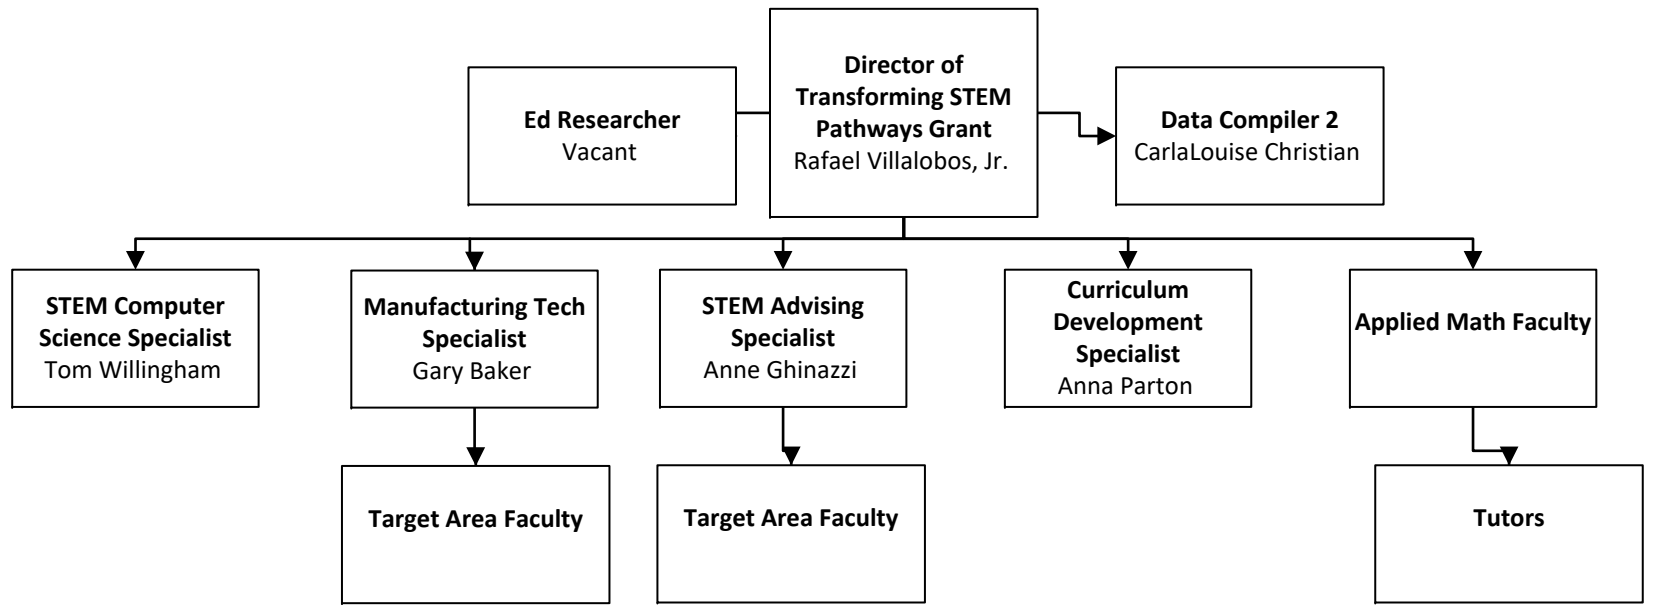 Director of
Transforming STEM
Pathways Grant
Rafael Villalobos, Jr.
Ed Researcher
Vacant
Data Compiler 2
CarlaLouise Christian
STEM Computer
Science Specialist
Tom Willingham
Manufacturing Tech
Specialist
Gary Baker
STEM Advising
Specialist
Anne Ghinazzi
Curriculum
Development
Specialist
Anna Parton
Applied Math Faculty
Target Area Faculty
Target Area Faculty
Tutors